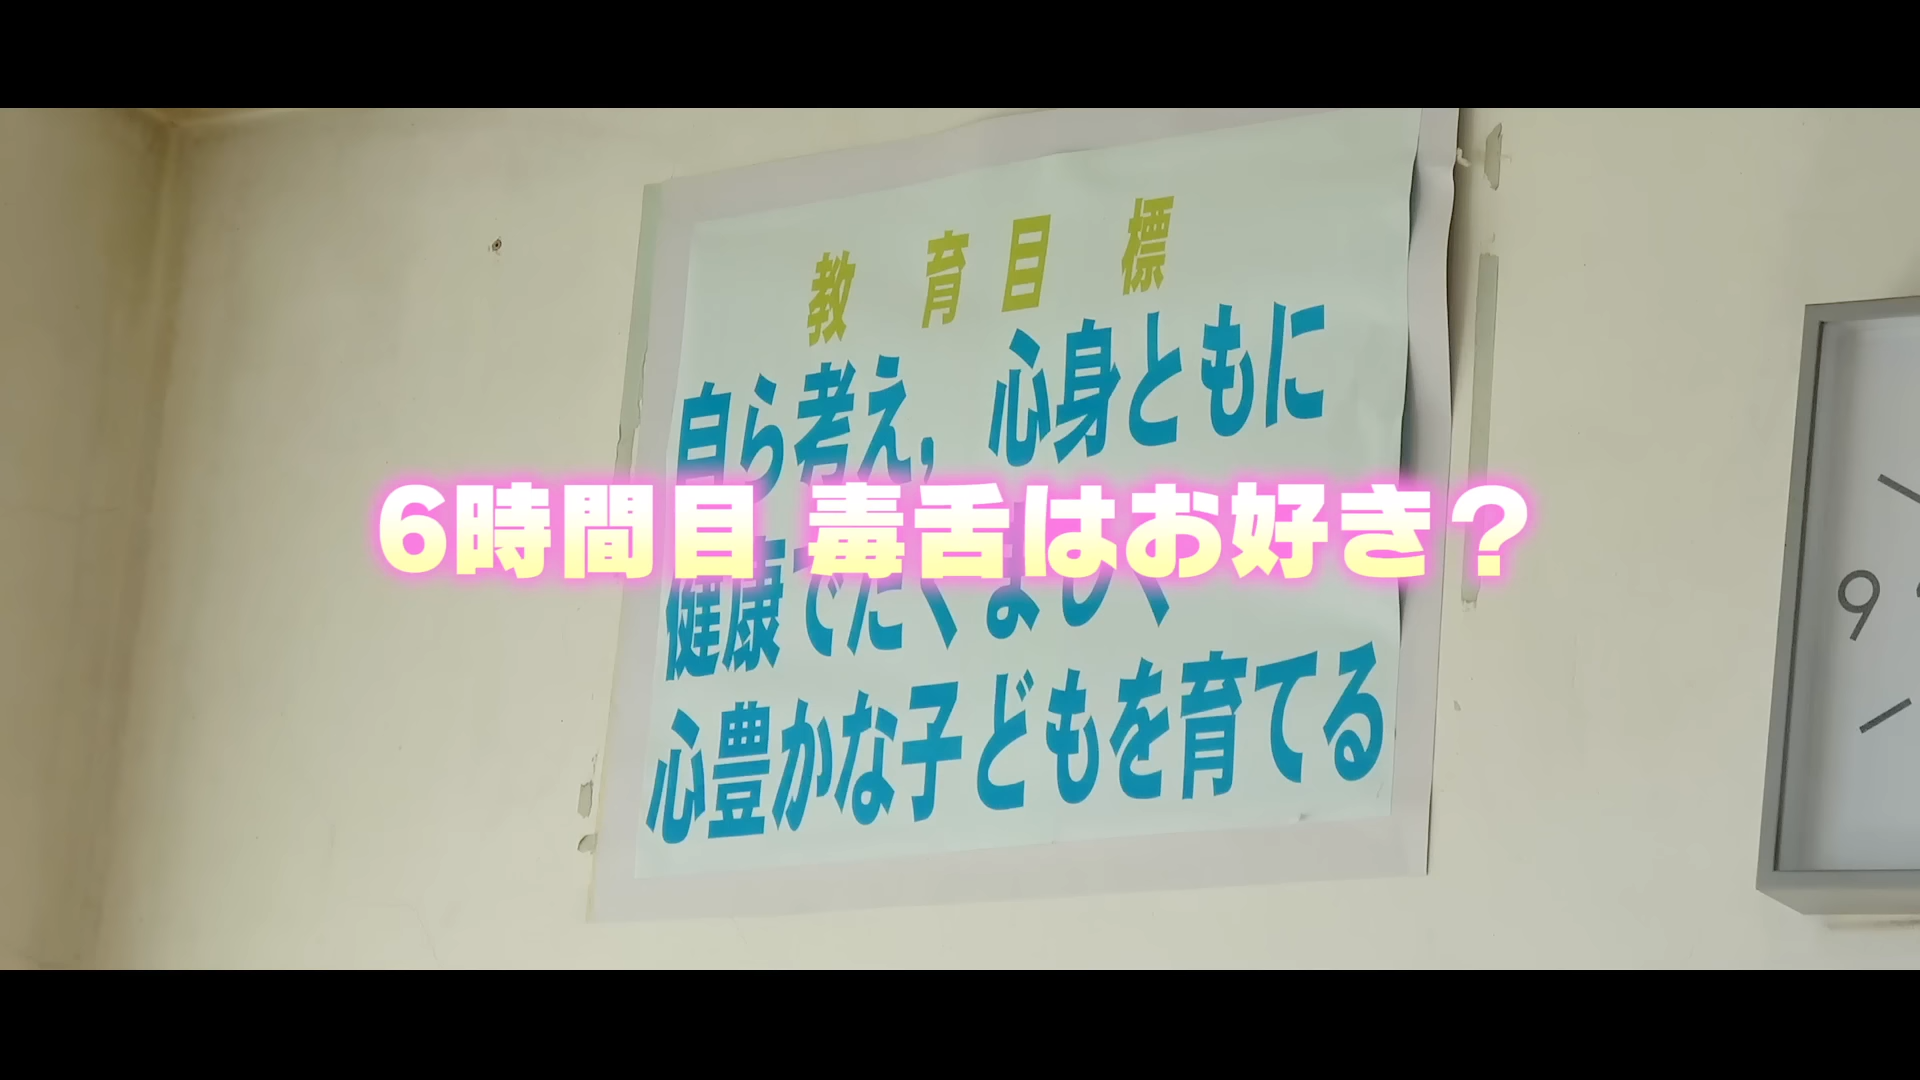 教育目標
自ら考え，心身ともに
6時間目 毒舌はお好き？
健康でたくましく
心豊かな子どもを育てる
9